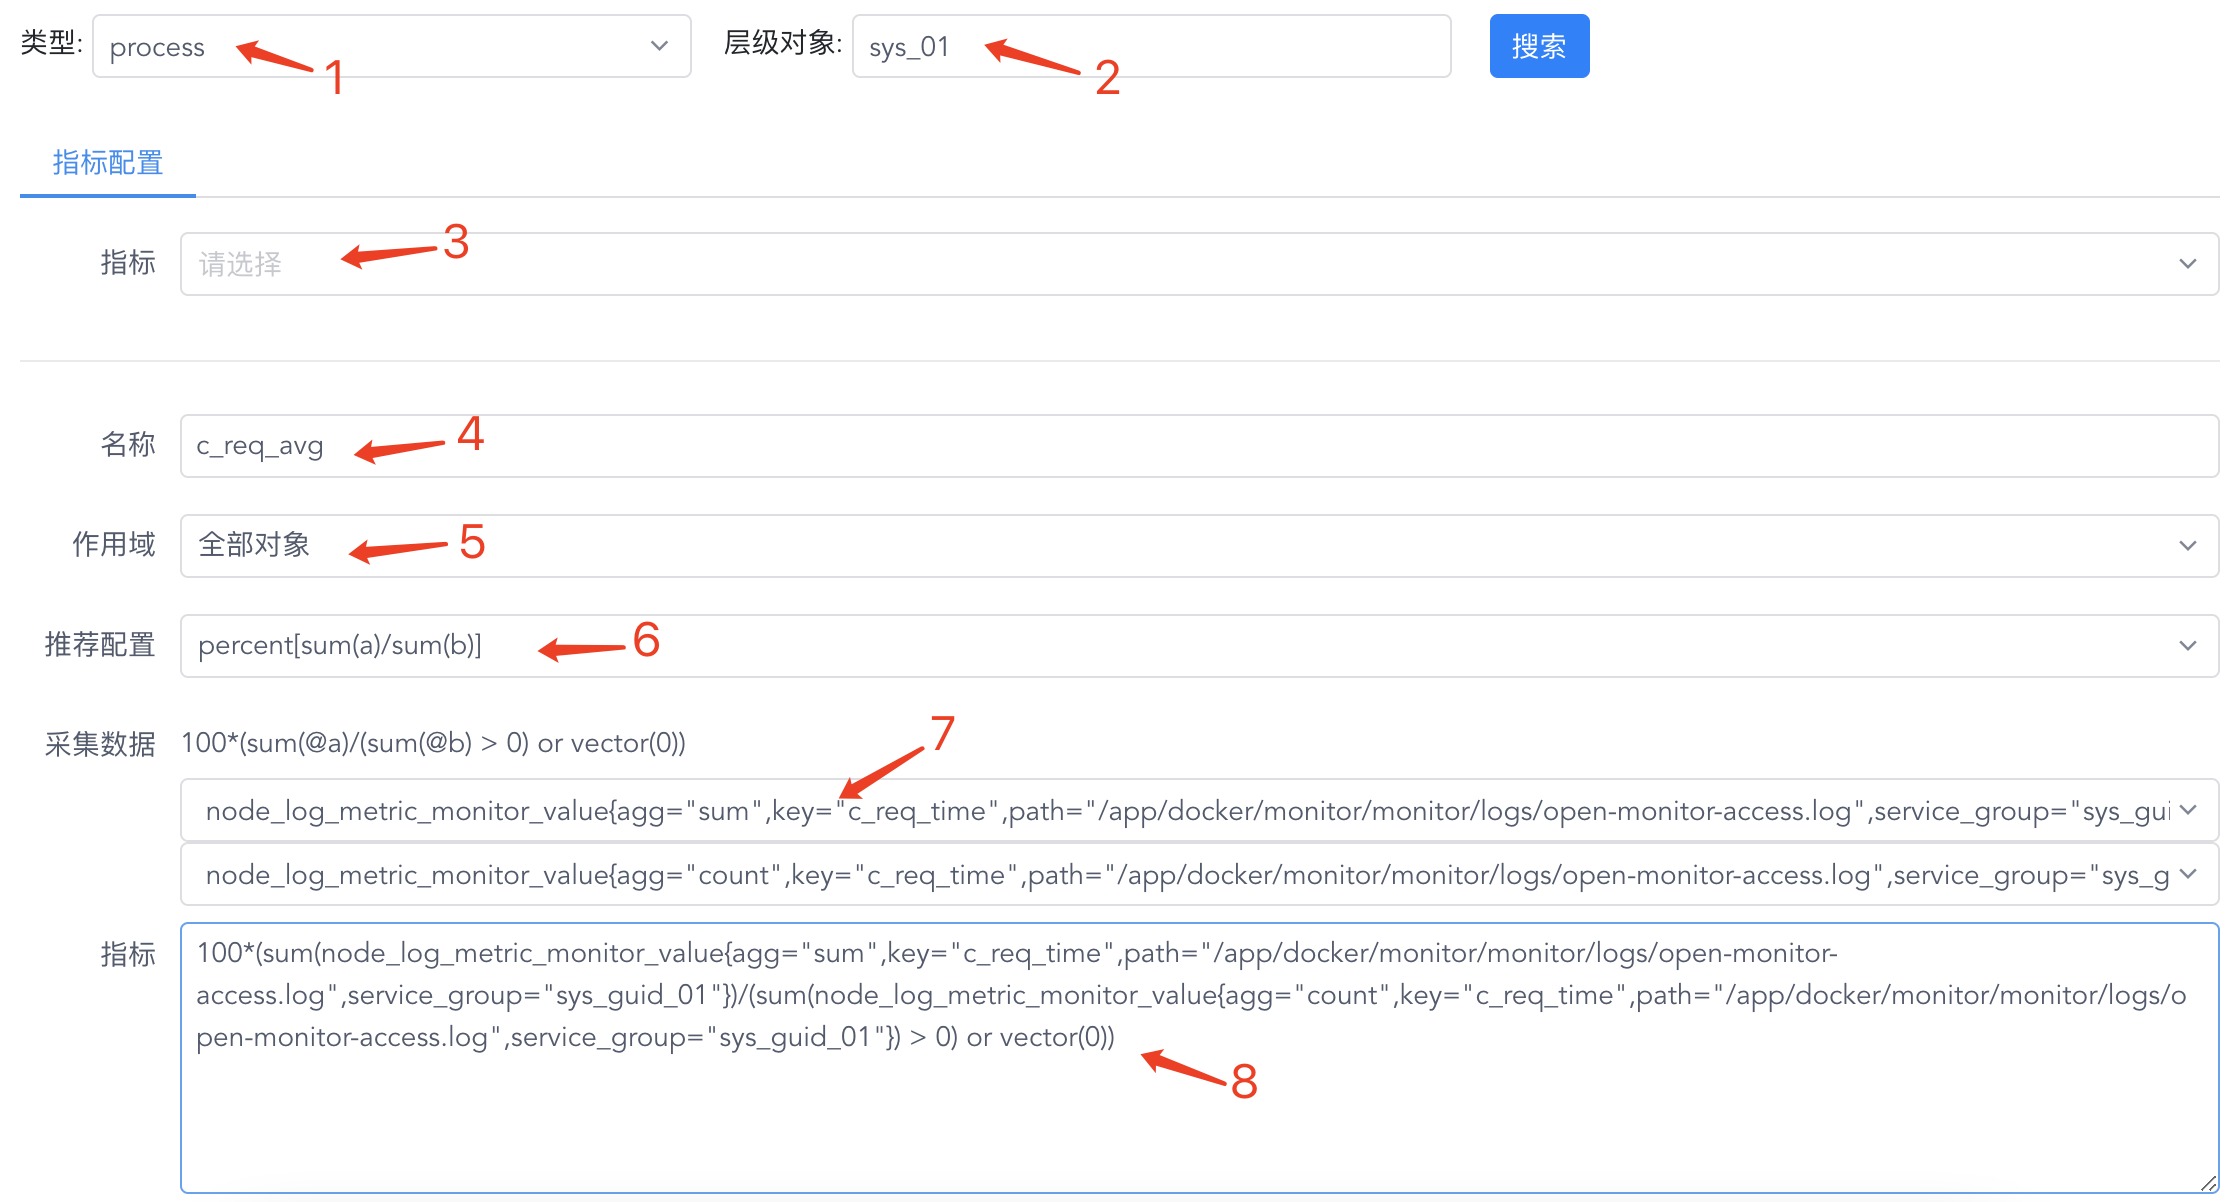 类型: process 1 层级对象: sys_01 2 搜索
指标配置
指标 请选择 3
名称 c_req_avg 4
作用域 全部对象 5
推荐配置 percent[sum(a)/sum(b)] 6
采集数据 100*(sum(@a)/(sum(@b) > 0) or vector(0)) 7
node_log_metric_monitor_value{agg="sum",key="c_req_time",path="/app/docker/monitor/monitor/logs/open-monitor-access.log",service_group="sys_gui
node_log_metric_monitor_value{agg="count",key="c_req_time",path="/app/docker/monitor/monitor/logs/open-monitor-access.log",service_group="sys_g
指标 100*(sum(node_log_metric_monitor_value{agg="sum",key="c_req_time",path="/app/docker/monitor/monitor/logs/open-monitor-
access.log",service_group="sys_guid_01"})/(sum(node_log_metric_monitor_value{agg="count",key="c_req_time",path="/app/docker/monitor/monitor/logs/o
pen-monitor-access.log",service_group="sys_guid_01"}) > 0) or vector(0))
8